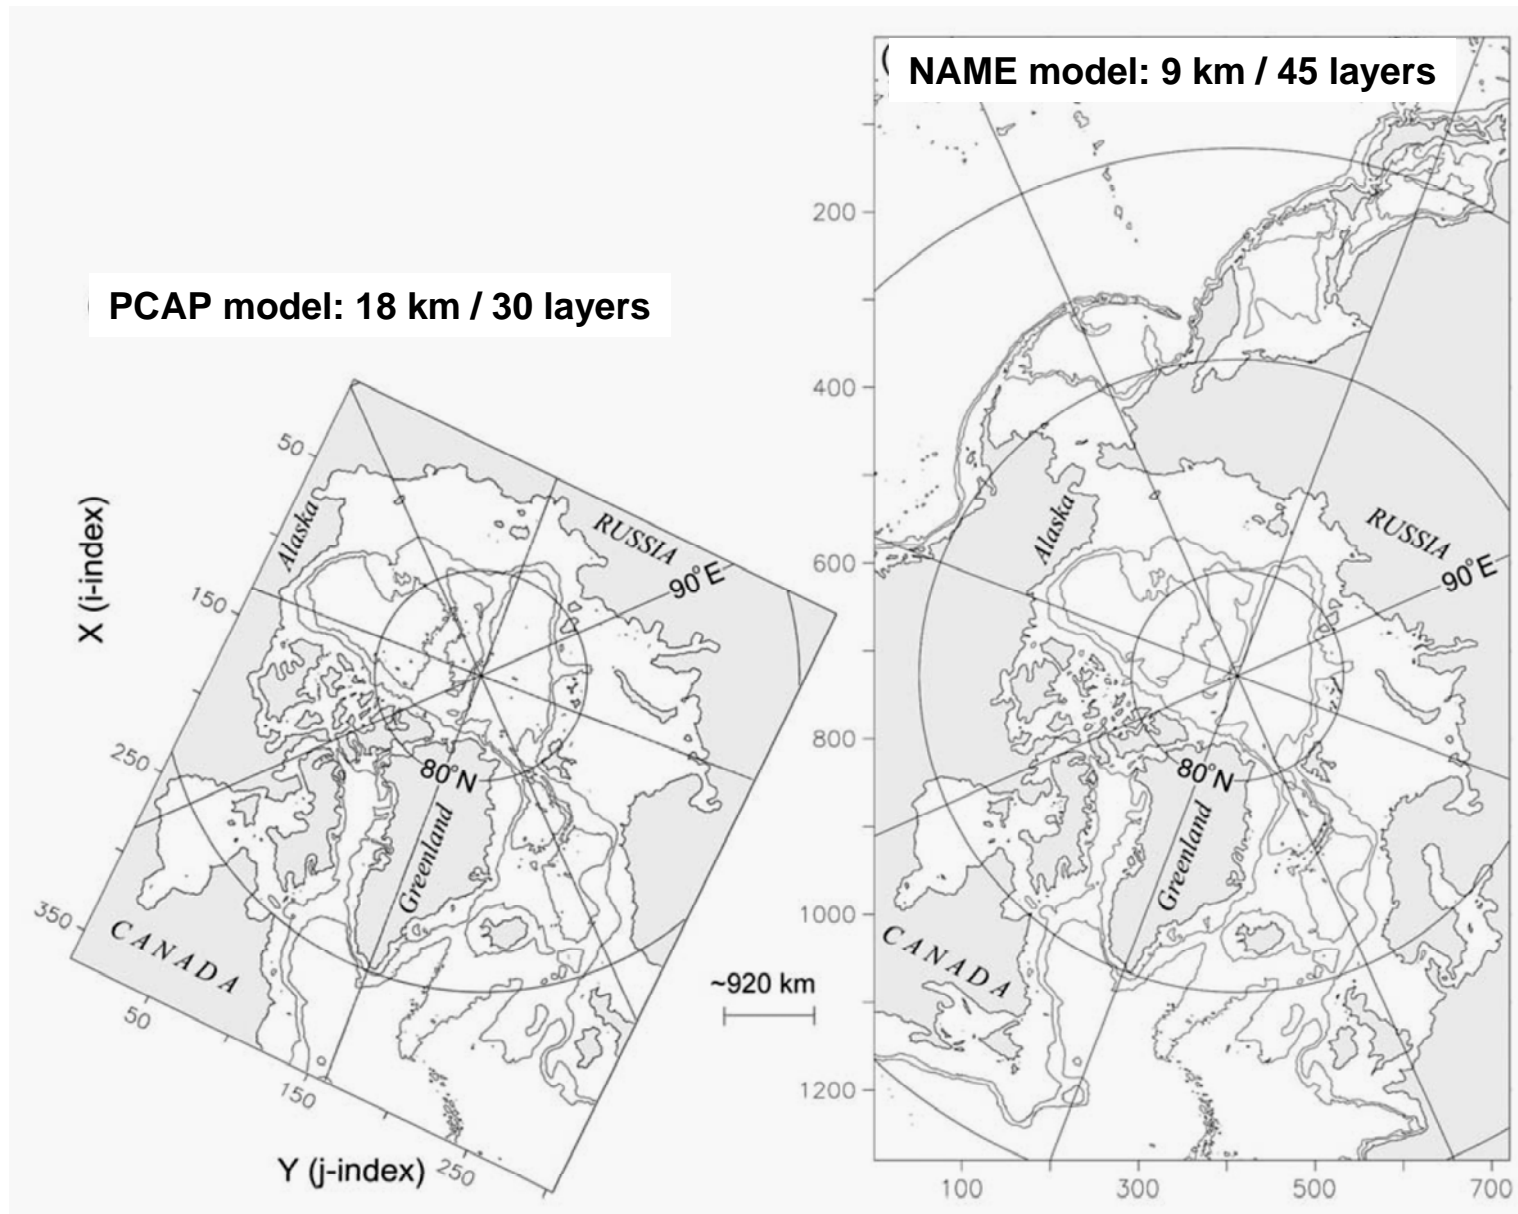 NAME model: 9 km / 45 layers
PCAP model: 18 km / 30 layers
X (i-index)
50
150
250
350
Alaska
RUSSIA
90°E
80°N
Greenland
CANADA
50
150
250
Y (j-index)
~920 km
200
400
600
800
1000
1200
Alaska
RUSSIA
90°E
80°N
Greenland
CANADA
100
300
500
700